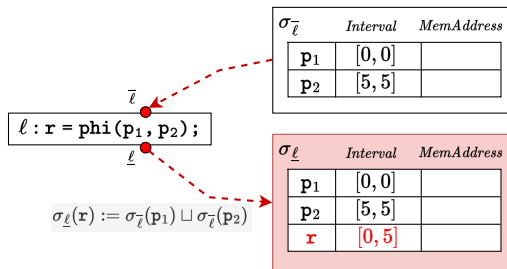 σ_ℓ̅ Interval MemAddress
p₁ [0, 0]
p₂ [5, 5]
ℓ̅
ℓ : r = phi(p₁, p₂);
ℓ̲
σ_ℓ̲(r) := σ_ℓ̅(p₁) ⊔ σ_ℓ̅(p₂)
σ_ℓ̲ Interval MemAddress
p₁ [0, 0]
p₂ [5, 5]
r [0, 5]